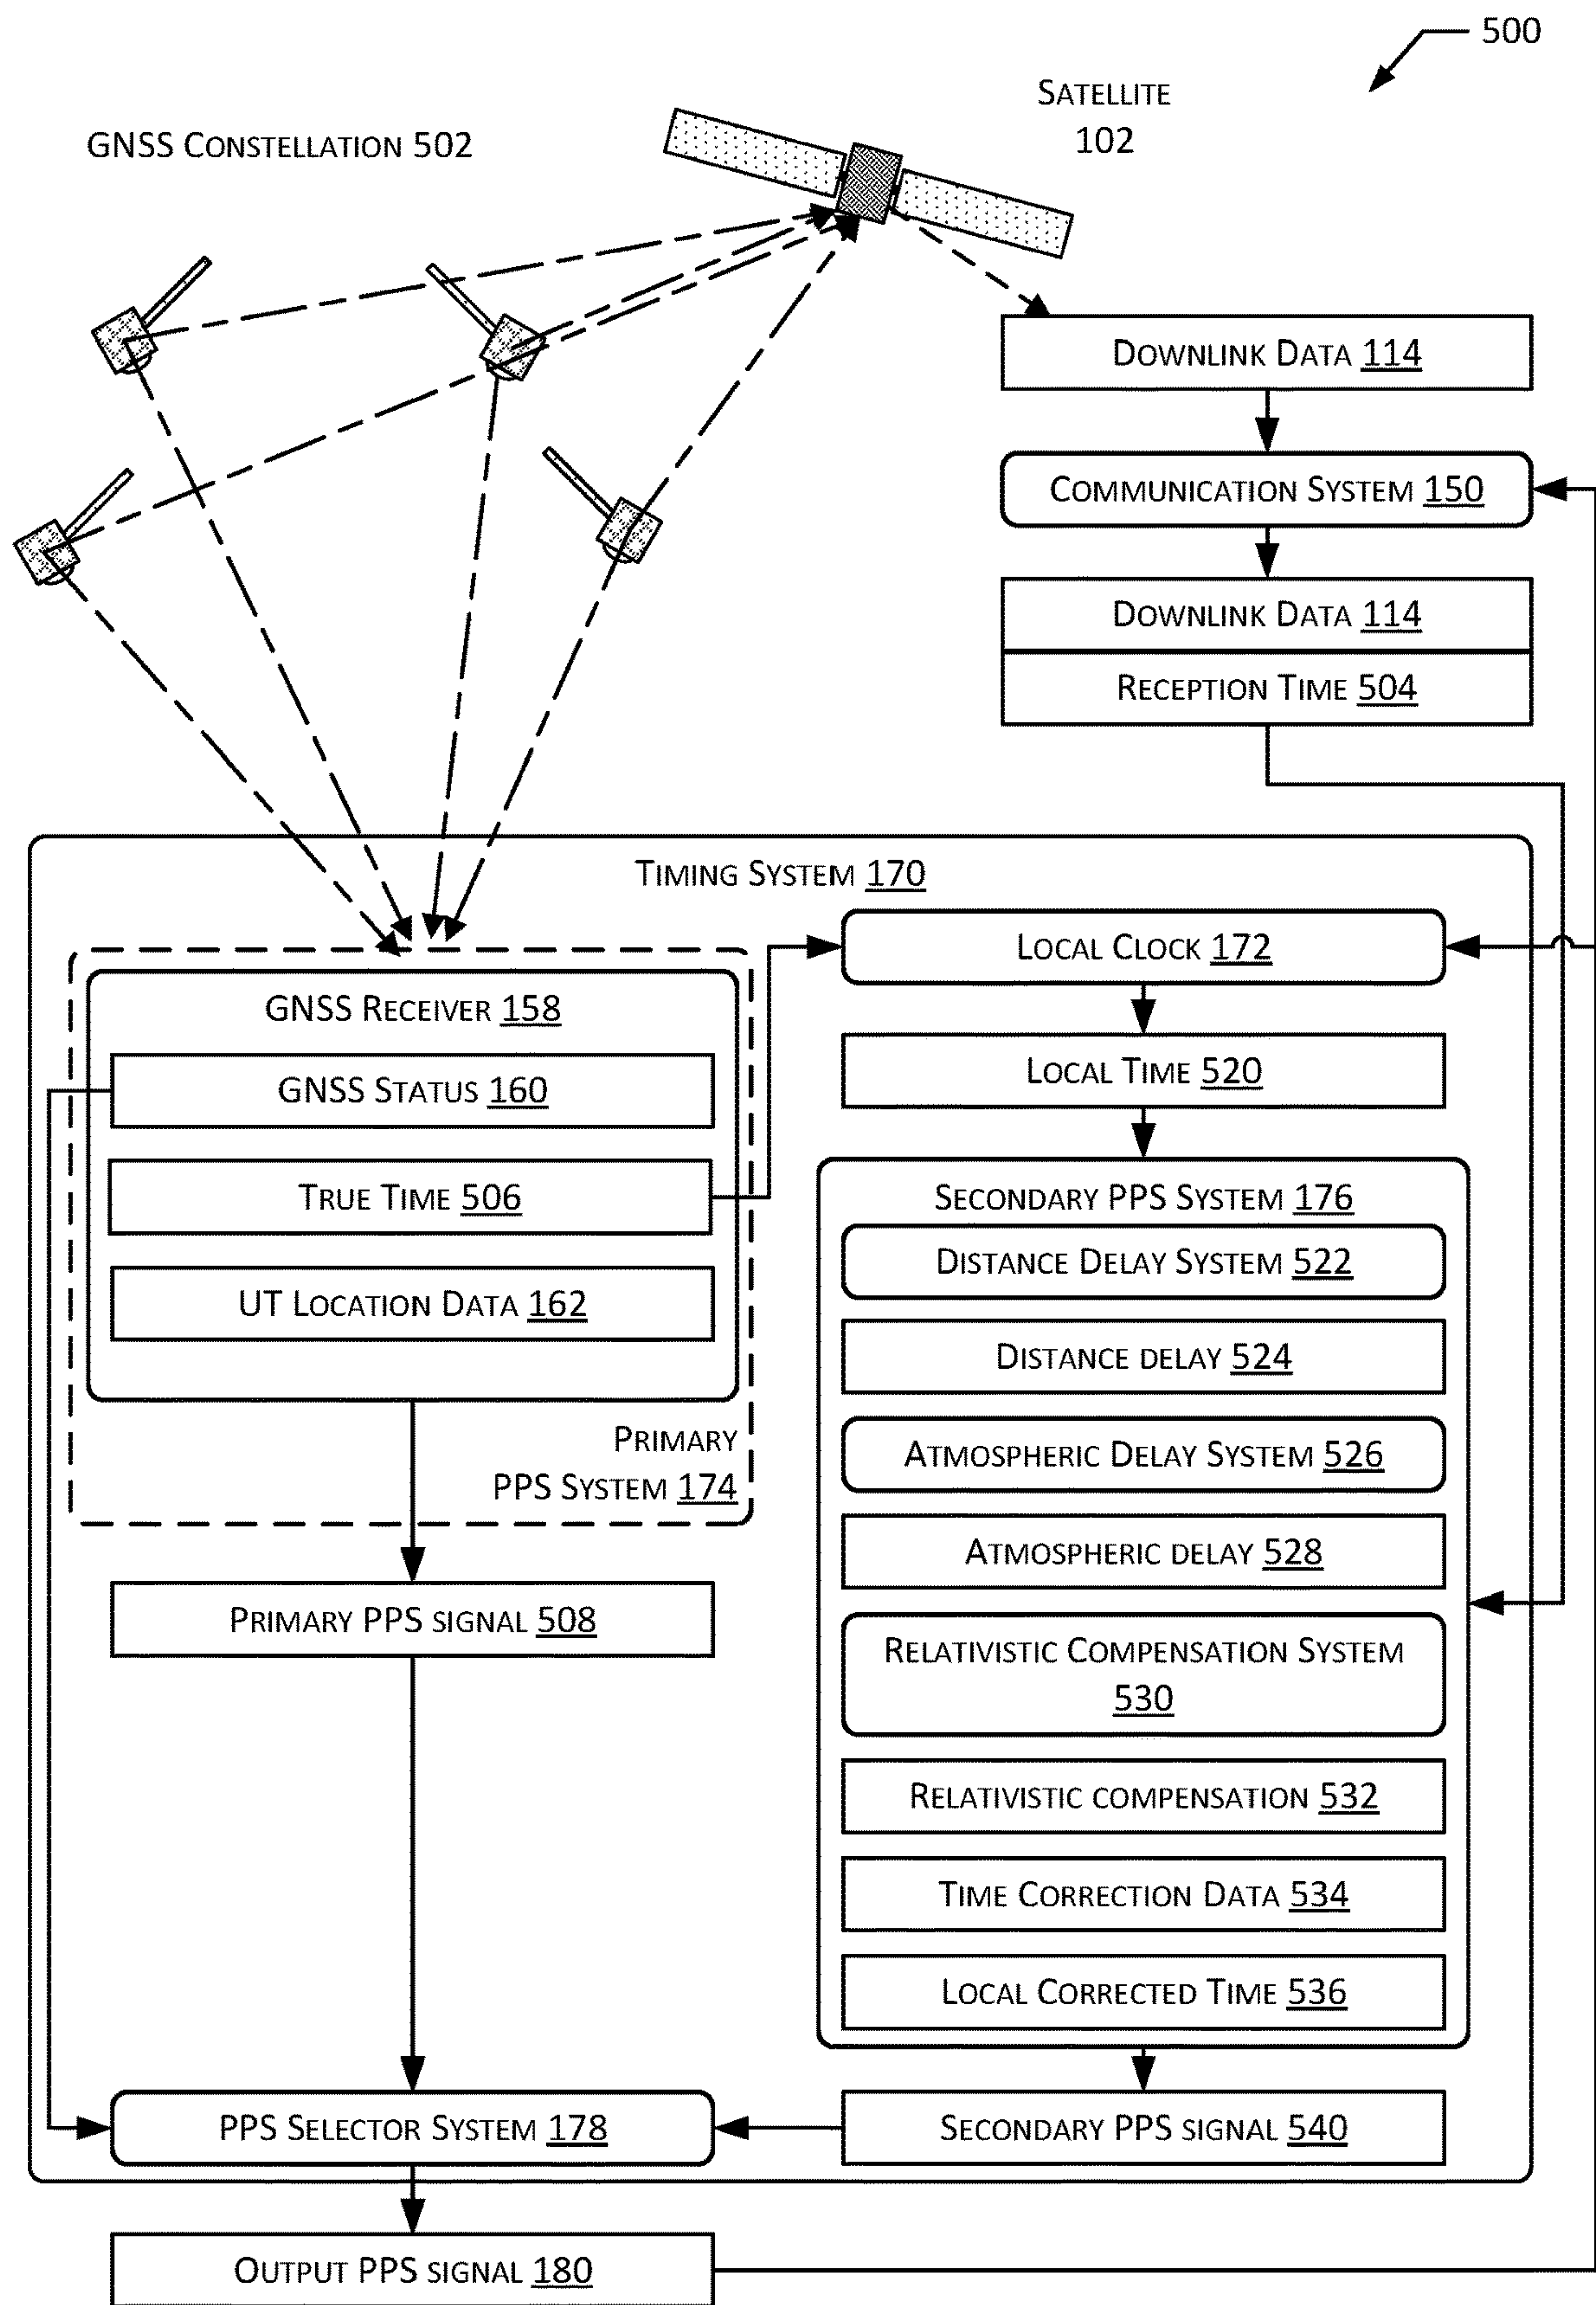 500
SATELLITE
102
GNSS CONSTELLATION 502
DOWNLINK DATA 114
COMMUNICATION SYSTEM 150
DOWNLINK DATA 114
RECEPTION TIME 504
TIMING SYSTEM 170
GNSS RECEIVER 158
GNSS STATUS 160
TRUE TIME 506
UT LOCATION DATA 162
PRIMARY
PPS SYSTEM 174
PRIMARY PPS SIGNAL 508
LOCAL CLOCK 172
LOCAL TIME 520
SECONDARY PPS SYSTEM 176
DISTANCE DELAY SYSTEM 522
DISTANCE DELAY 524
ATMOSPHERIC DELAY SYSTEM 526
ATMOSPHERIC DELAY 528
RELATIVISTIC COMPENSATION SYSTEM
530
RELATIVISTIC COMPENSATION 532
TIME CORRECTION DATA 534
LOCAL CORRECTED TIME 536
SECONDARY PPS SIGNAL 540
PPS SELECTOR SYSTEM 178
OUTPUT PPS SIGNAL 180